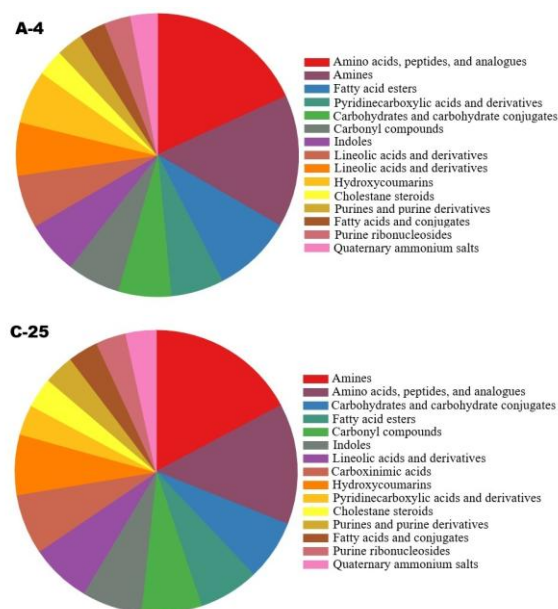 A-4
Amino acids, peptides, and analogues
Amines
Fatty acid esters
Pyridinecarboxylic acids and derivatives
Carbohydrates and carbohydrate conjugates
Carbonyl compounds
Indoles
Lineolic acids and derivatives
Lineolic acids and derivatives
Hydroxycoumarins
Cholestane steroids
Purines and purine derivatives
Fatty acids and conjugates
Purine ribonucleosides
Quaternary ammonium salts
C-25
Amines
Amino acids, peptides, and analogues
Carbohydrates and carbohydrate conjugates
Fatty acid esters
Carbonyl compounds
Indoles
Lineolic acids and derivatives
Carboxinimic acids
Hydroxycoumarins
Pyridinecarboxylic acids and derivatives
Cholestane steroids
Purines and purine derivatives
Fatty acids and conjugates
Purine ribonucleosides
Quaternary ammonium salts